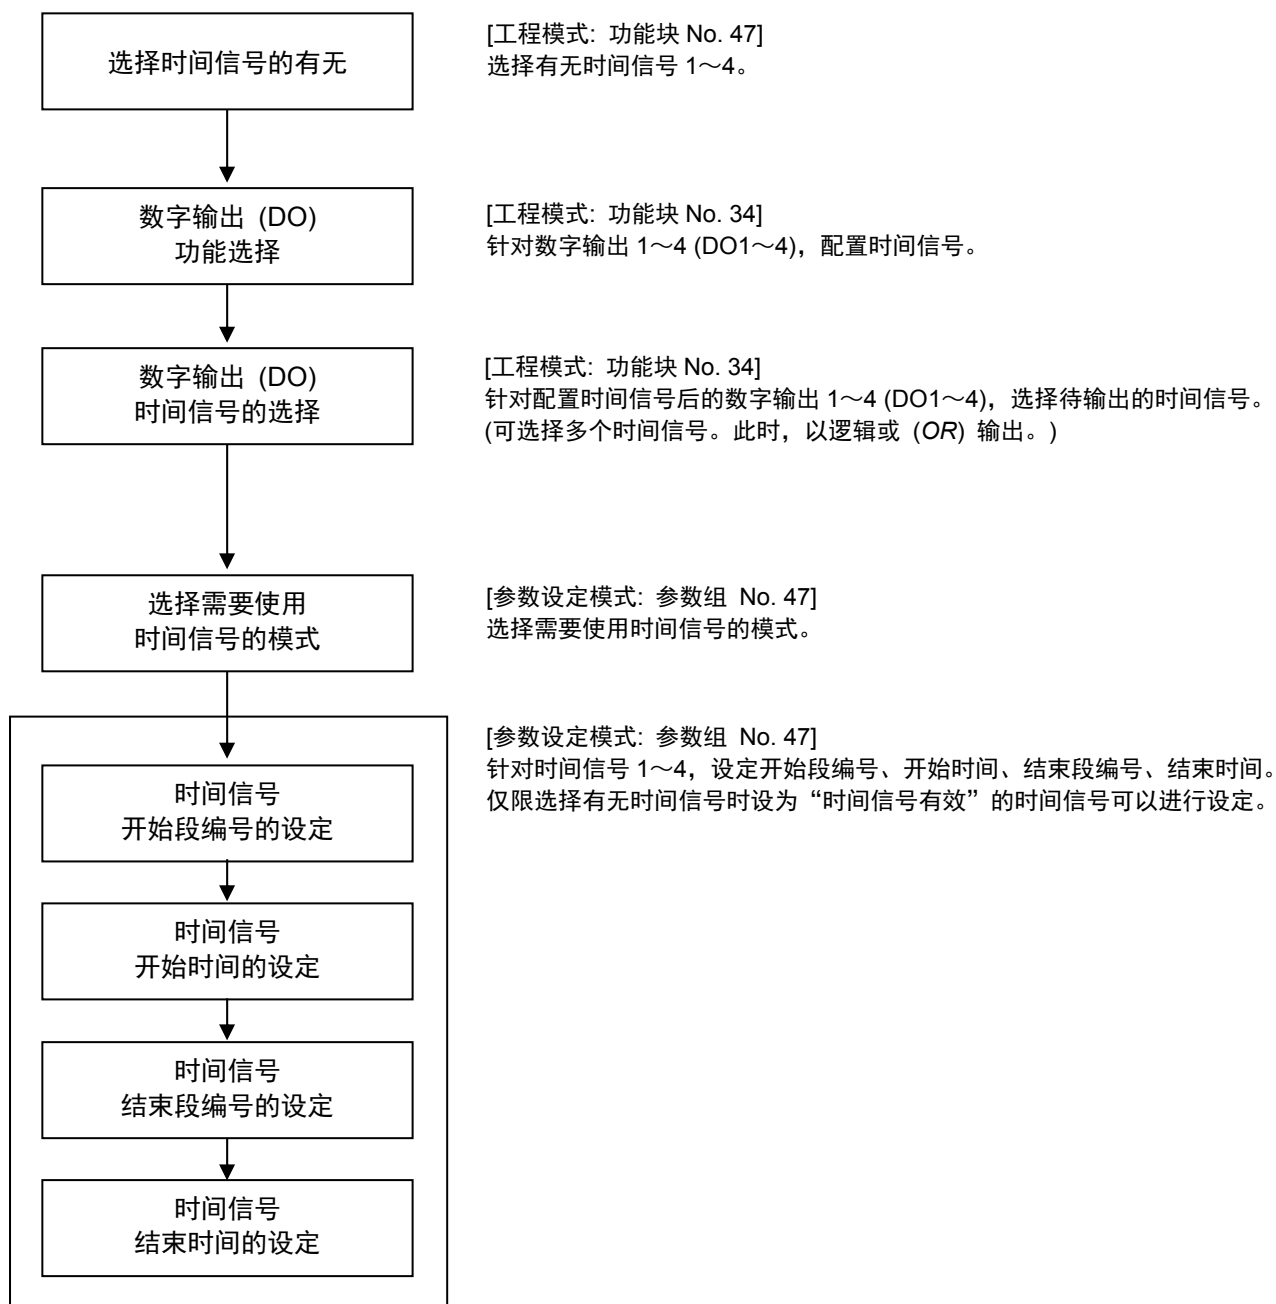 选择时间信号的有无
[工程模式: 功能块 No. 47]
选择有无时间信号 1～4。
数字输出 (DO)
功能选择
[工程模式: 功能块 No. 34]
针对数字输出 1～4 (DO1～4)，配置时间信号。
数字输出 (DO)
时间信号的选择
[工程模式: 功能块 No. 34]
针对配置时间信号后的数字输出 1～4 (DO1～4)，选择待输出的时间信号。
(可选择多个时间信号。此时，以逻辑或 (OR) 输出。)
选择需要使用
时间信号的模式
[参数设定模式: 参数组 No. 47]
选择需要使用时间信号的模式。
[参数设定模式: 参数组 No. 47]
针对时间信号 1～4，设定开始段编号、开始时间、结束段编号、结束时间。
仅限选择有无时间信号时设为“时间信号有效”的时间信号可以进行设定。
时间信号
开始段编号的设定
时间信号
开始时间的设定
时间信号
结束段编号的设定
时间信号
结束时间的设定